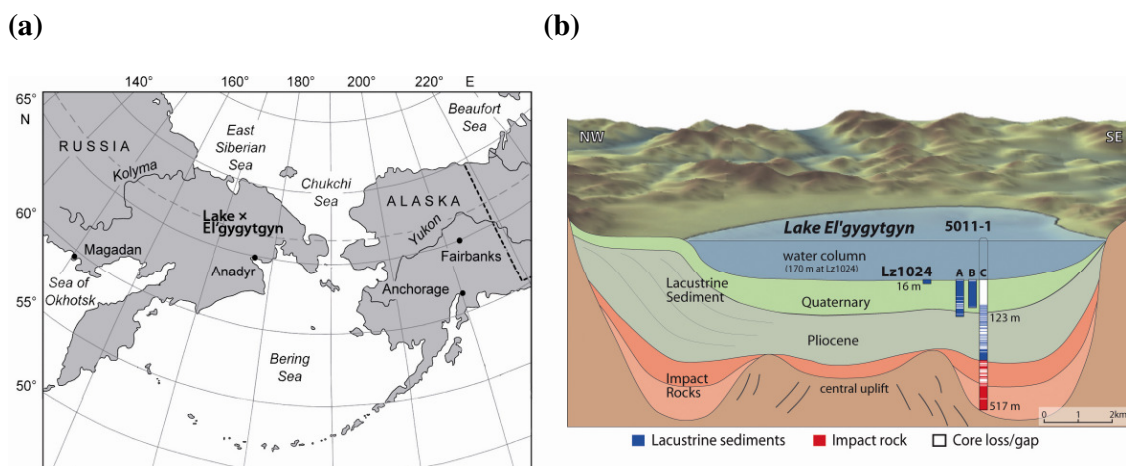 (a)
(b)
140° 160° 180° 200° 220° E
65°
N
60°
55°
50°
RUSSIA
Kolyma
East
Siberian
Sea
Chukchi
Sea
Beaufort
Sea
ALASKA
Yukon
Lake ×
El'gygytgyn
Magadan
Anadyr
Fairbanks
Anchorage
Sea of
Okhotsk
Bering
Sea
NW
SE
Lake El'gygytgyn 5011-1
water column
(170 m at Lz1024)
Lz1024
16 m
A B C
Lacustrine
Sediment
Quaternary
123 m
Pliocene
Impact
Rocks
central uplift
517 m
0 1 2km
Lacustrine sediments Impact rock Core loss/gap